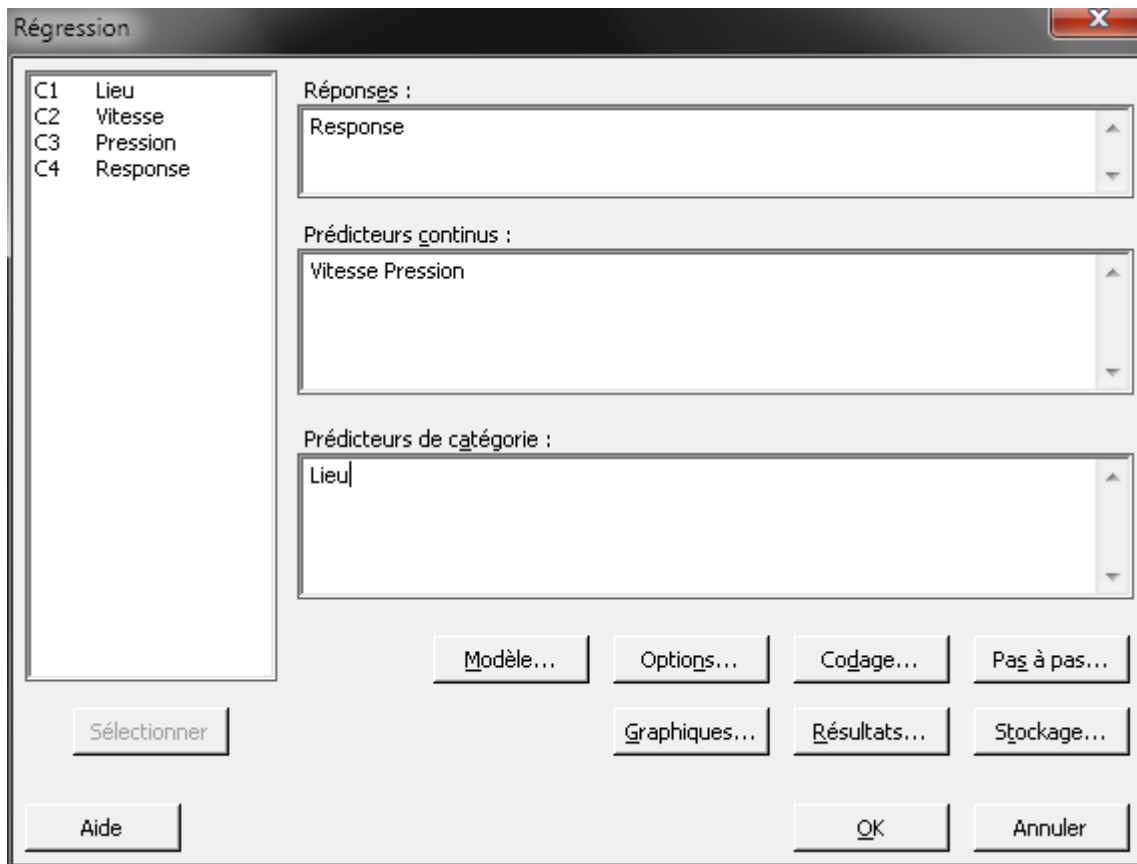 Régression
C1 Lieu
C2 Vitesse
C3 Pression
C4 Response
Réponses :
Response
Prédicteurs continus :
Vitesse Pression
Prédicteurs de catégorie :
Lieu
Modèle... Options... Codage... Pas à pas...
Sélectionner Graphiques... Résultats... Stockage...
Aide OK Annuler